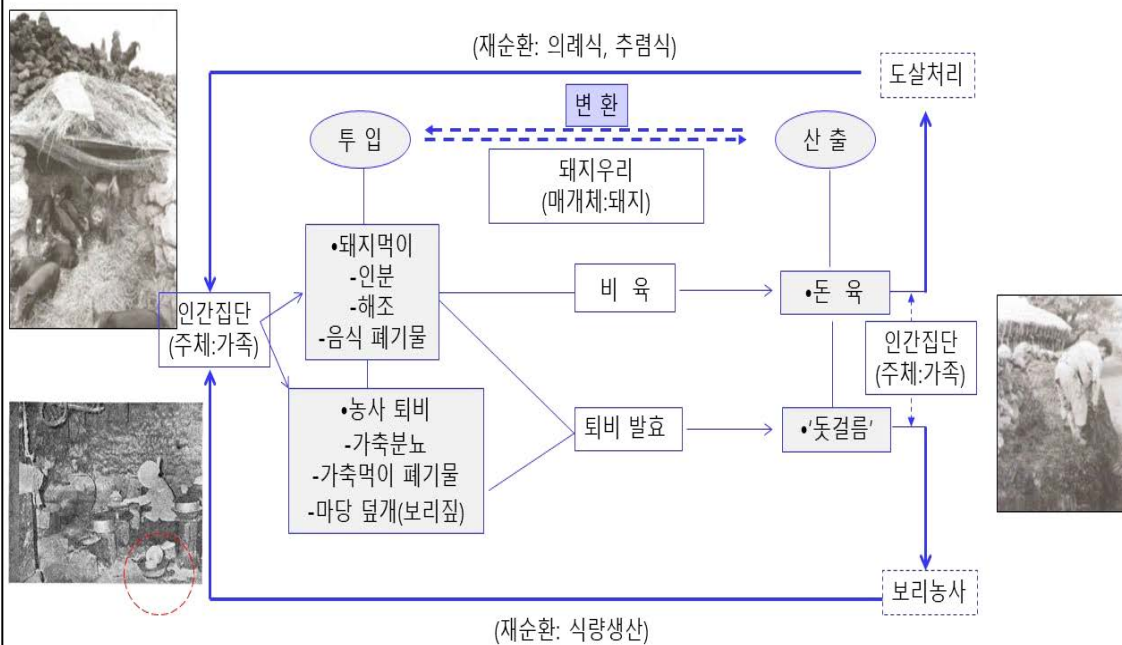 (재순환: 의례식, 추렴식)
도살처리
변 환
투 입
산 출
돼지우리
(매개체:돼지)
•돼지먹이
-인분
-해조
-음식 폐기물
비 육
•돈 육
인간집단
(주체:가족)
인간집단
(주체:가족)
•농사 퇴비
-가축분뇨
-가축먹이 폐기물
-마당 덮개(보리짚)
퇴비 발효
•'돗걸름'
보리농사
(재순환: 식량생산)